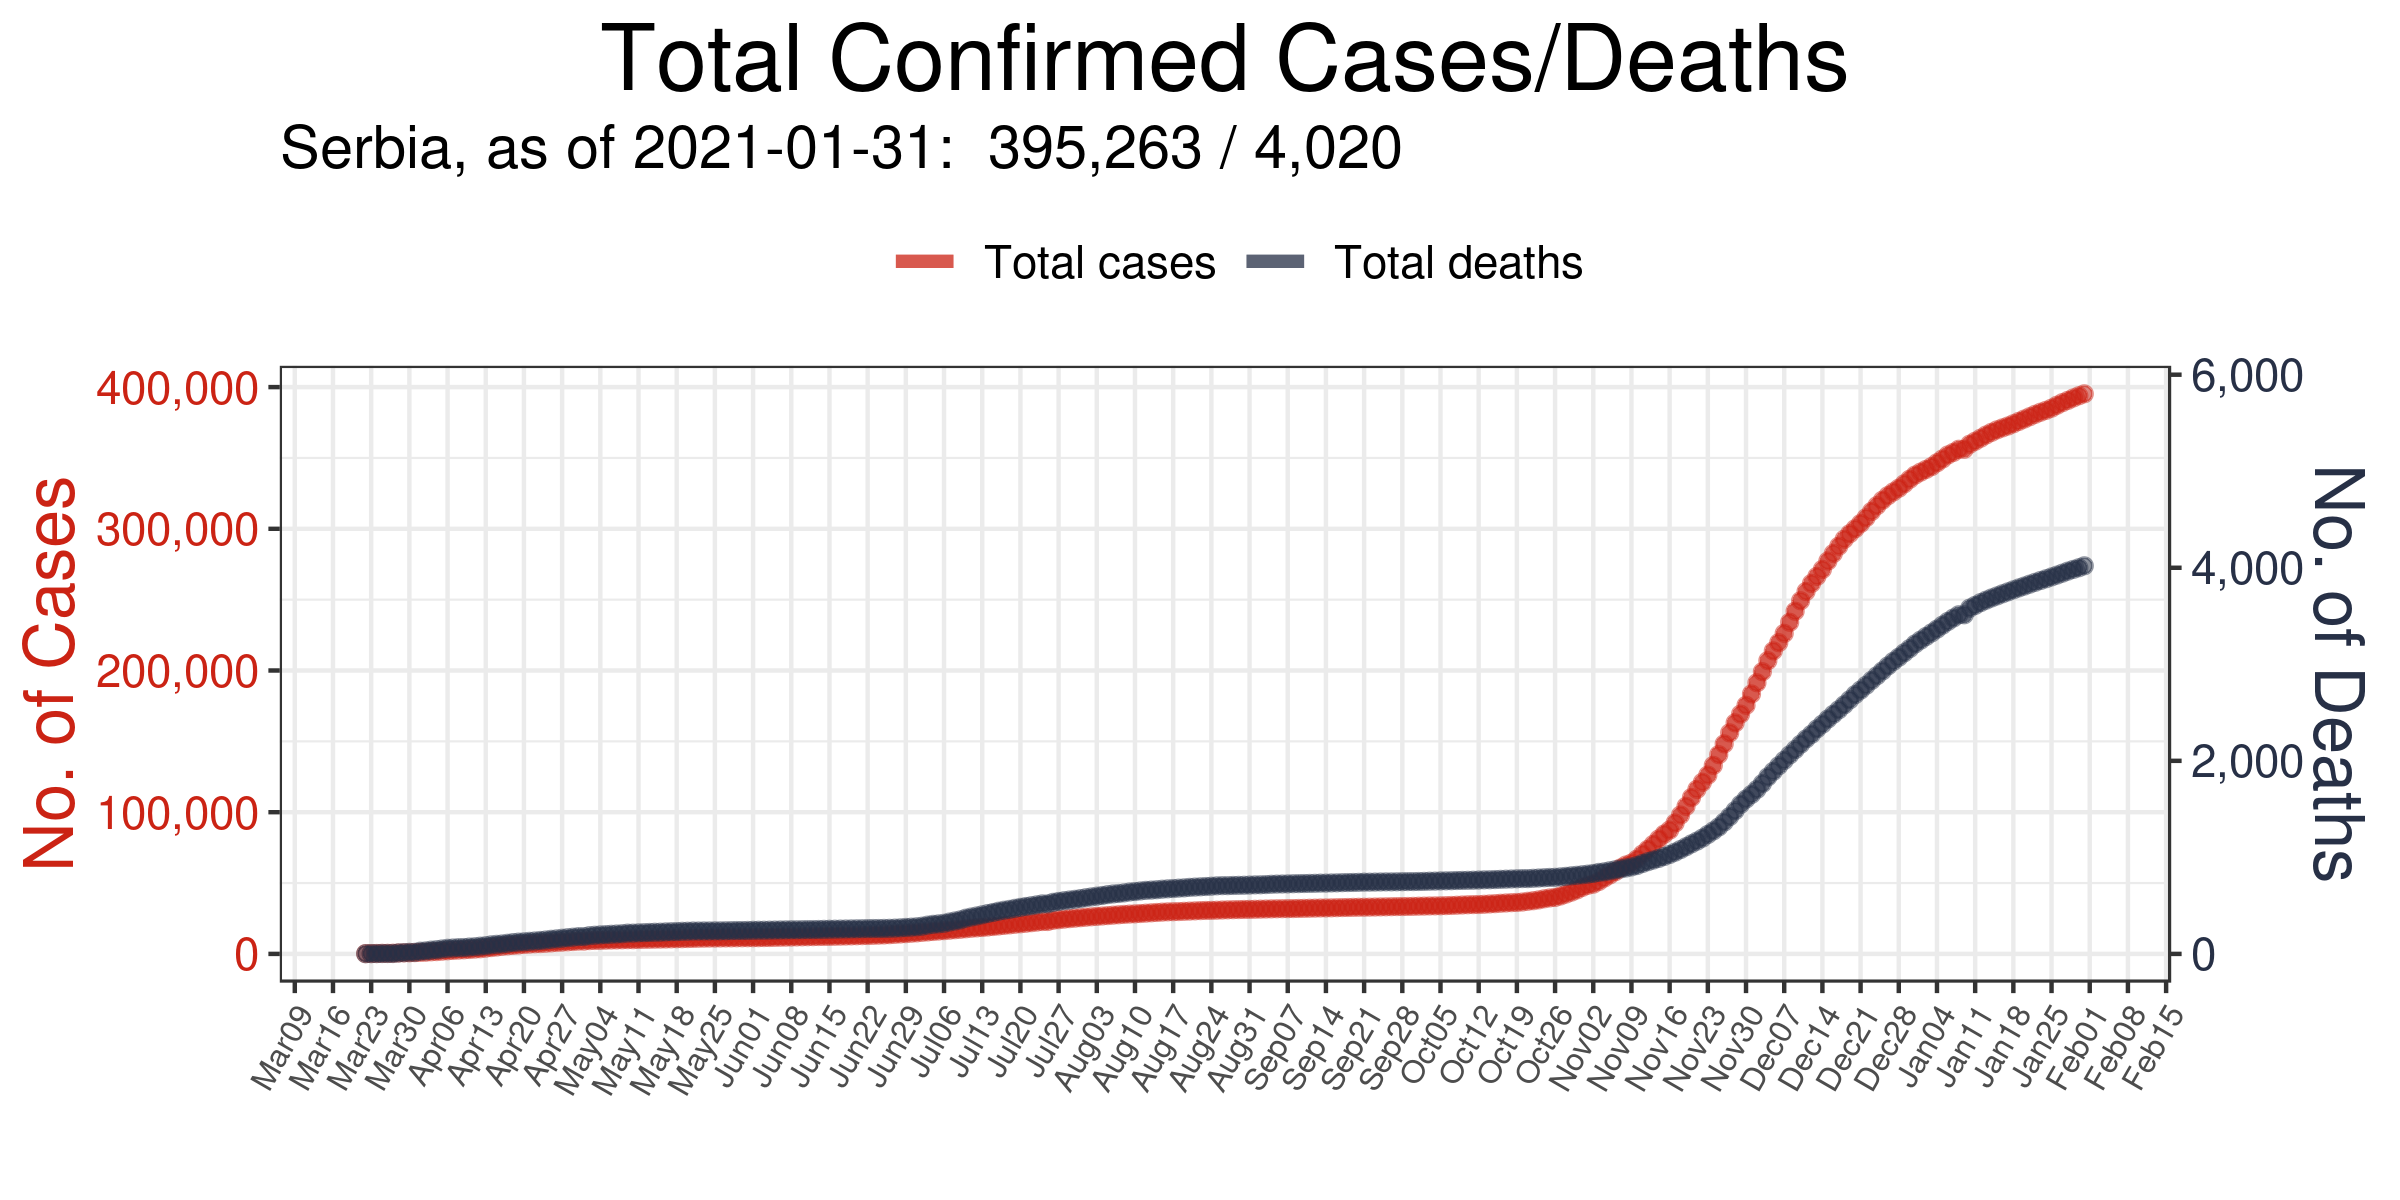 Total Confirmed Cases/Deaths
Serbia, as of 2021-01-31:  395,263 / 4,020
Total cases
Total deaths
No. of Cases
400,000
300,000
200,000
100,000
0
6,000
4,000
2,000
0
No. of Deaths
Mar09
Mar16
Mar23
Mar30
Apr06
Apr13
Apr20
Apr27
May04
May11
May18
May25
Jun01
Jun08
Jun15
Jun22
Jun29
Jul06
Jul13
Jul20
Jul27
Aug03
Aug10
Aug17
Aug24
Aug31
Sep07
Sep14
Sep21
Sep28
Oct05
Oct12
Oct19
Oct26
Nov02
Nov09
Nov16
Nov23
Nov30
Dec07
Dec14
Dec21
Dec28
Jan04
Jan11
Jan18
Jan25
Feb01
Feb08
Feb15